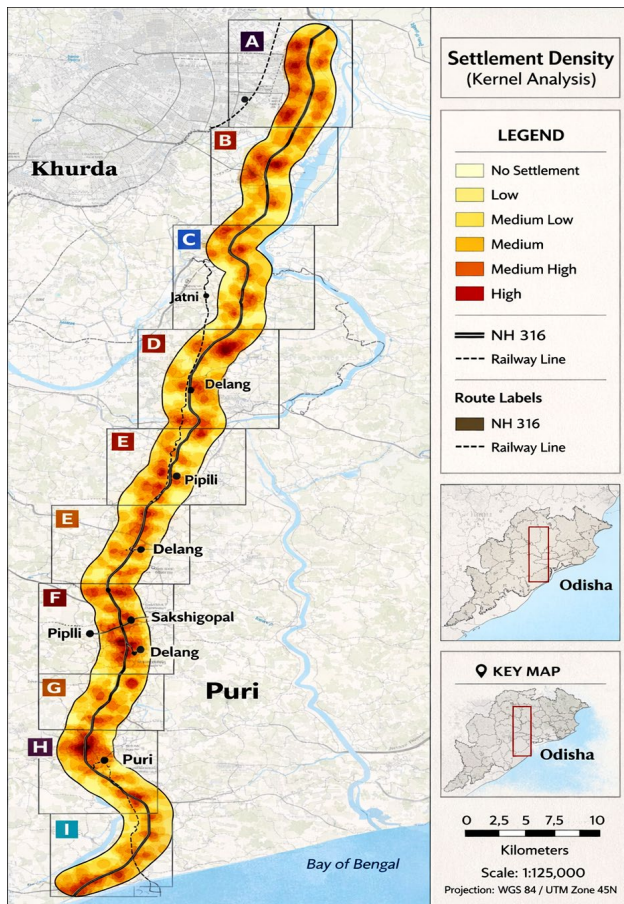 A
B
Khurda
C
Jatni
D
Delang
E
Pipili
E
Delang
F
Sakshigopal
Piplli
Delang
G
Puri
H
Puri
I
Bay of Bengal
Settlement Density
(Kernel Analysis)
LEGEND
No Settlement
Low
Medium Low
Medium
Medium High
High
NH 316
Railway Line
Route Labels
NH 316
Railway Line
Odisha
KEY MAP
Odisha
0 2,5 5 7,5 10
Kilometers
Scale: 1:125,000
Projection: WGS 84 / UTM Zone 45N